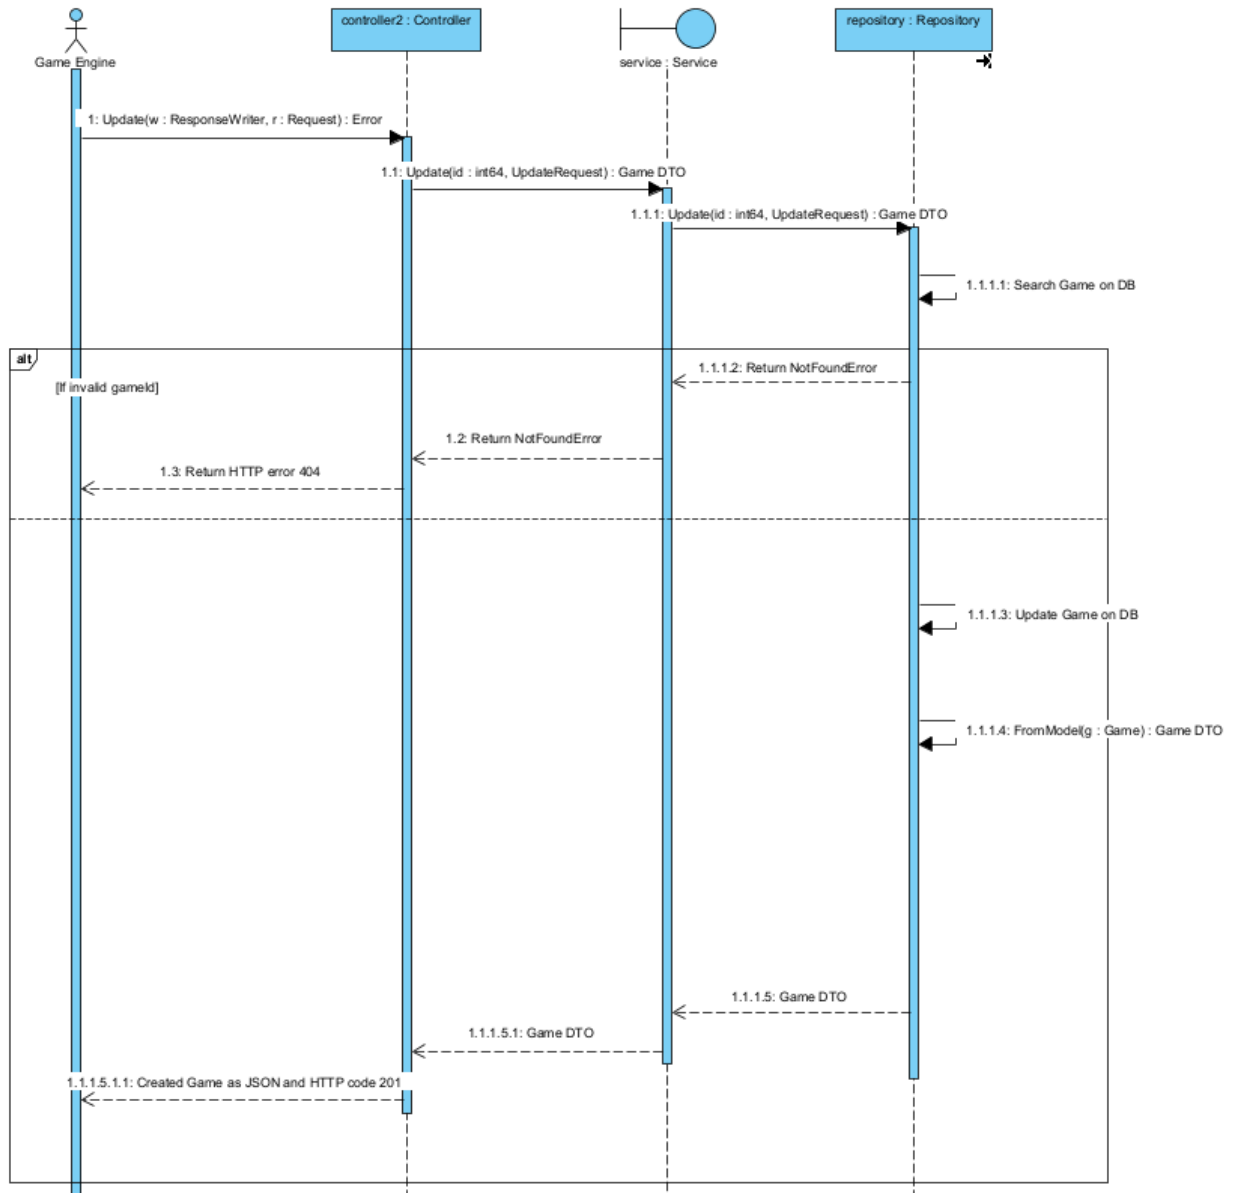 controller2 : Controller
repository : Repository
Game Engine
service : Service
1: Update(w : ResponseWriter, r : Request) : Error
1.1: Update(id : int64, UpdateRequest) : Game DTO
1.1.1: Update(id : int64, UpdateRequest) : Game DTO
1.1.1.1: Search Game on DB
alt
[If invalid gameId]
1.1.1.2: Return NotFoundError
1.2: Return NotFoundError
1.3: Return HTTP error 404
1.1.1.3: Update Game on DB
1.1.1.4: FromModel(g : Game) : Game DTO
1.1.1.5: Game DTO
1.1.1.5.1: Game DTO
1.1.1.5.1.1: Created Game as JSON and HTTP code 201